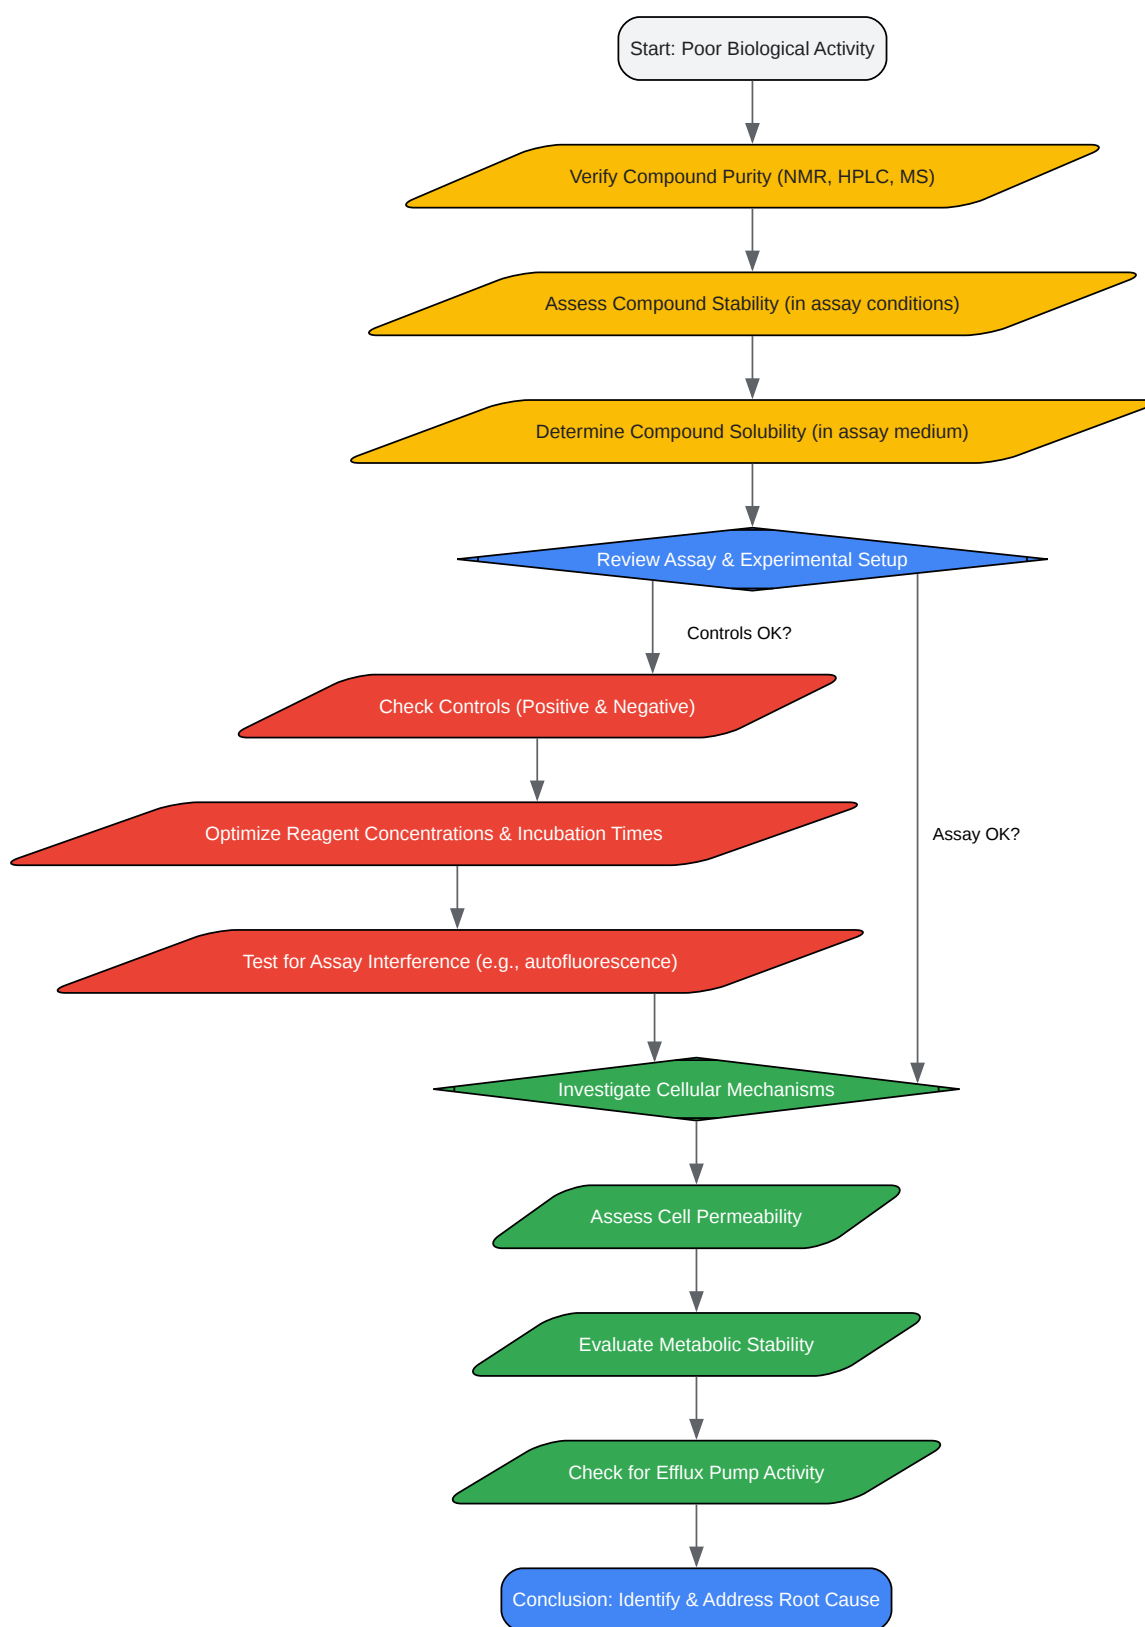 Start: Poor Biological Activity
Verify Compound Purity (NMR, HPLC, MS)
Assess Compound Stability (in assay conditions)
Determine Compound Solubility (in assay medium)
Review Assay & Experimental Setup
Controls OK?
Check Controls (Positive & Negative)
Optimize Reagent Concentrations & Incubation Times
Assay OK?
Test for Assay Interference (e.g., autofluorescence)
Investigate Cellular Mechanisms
Assess Cell Permeability
Evaluate Metabolic Stability
Check for Efflux Pump Activity
Conclusion: Identify & Address Root Cause